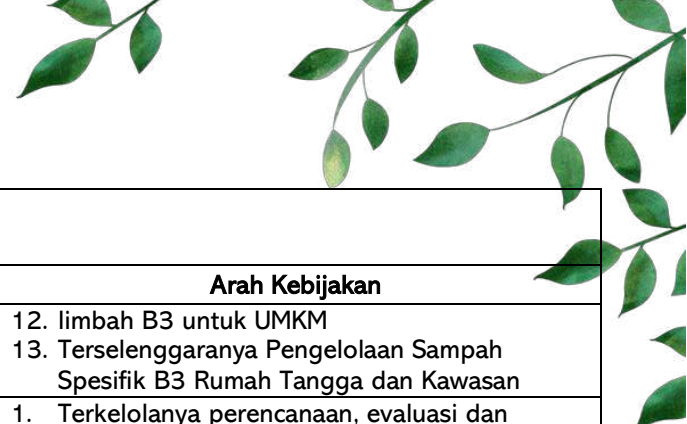 Arah Kebijakan
12. limbah B3 untuk UMKM
13. Terselenggaranya Pengelolaan Sampah
Spesifik B3 Rumah Tangga dan Kawasan
1. Terkelolanya perencanaan, evaluasi dan